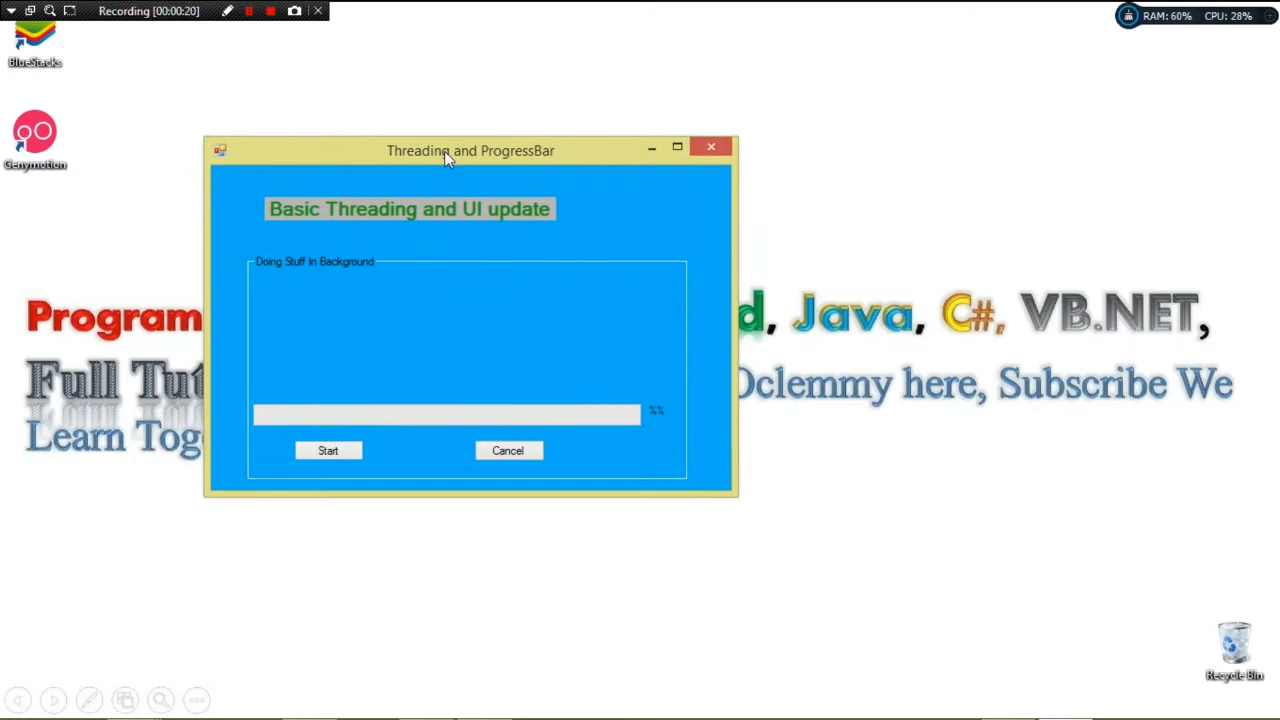 Recording [00:00:20]
RAM: 60% CPU: 28%
BlueStacks
Genymotion
Threading and ProgressBar
Basic Threading and UI update
Doing Stuff In Background
Program d, Java, C#, VB.NET,
Full Tut Oclemmy here, Subscribe We
Learn Toge
%%
Start Cancel
Recycle Bin